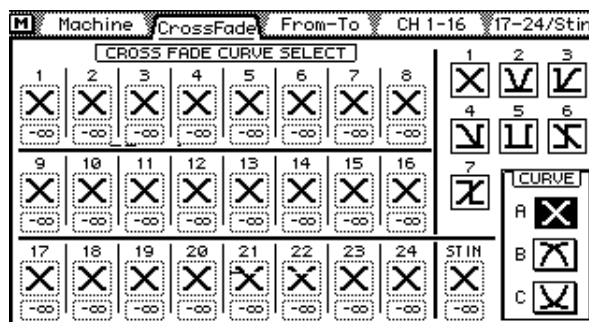 M Machine CrossFade From-To CH 1-16 17-24/Stin
CROSS FADE CURVE SELECT
1 2 3 4 5 6 7 8
-∞ -∞ -∞ -∞ -∞ -∞ -∞ -∞
9 10 11 12 13 14 15 16
-∞ -∞ -∞ -∞ -∞ -∞ -∞ -∞
17 18 19 20 21 22 23 24 STIN
-∞ -∞ -∞ -∞ -∞ -∞ -∞ -∞ -∞
1 2 3
4 5 6
7
CURVE
A
B
C